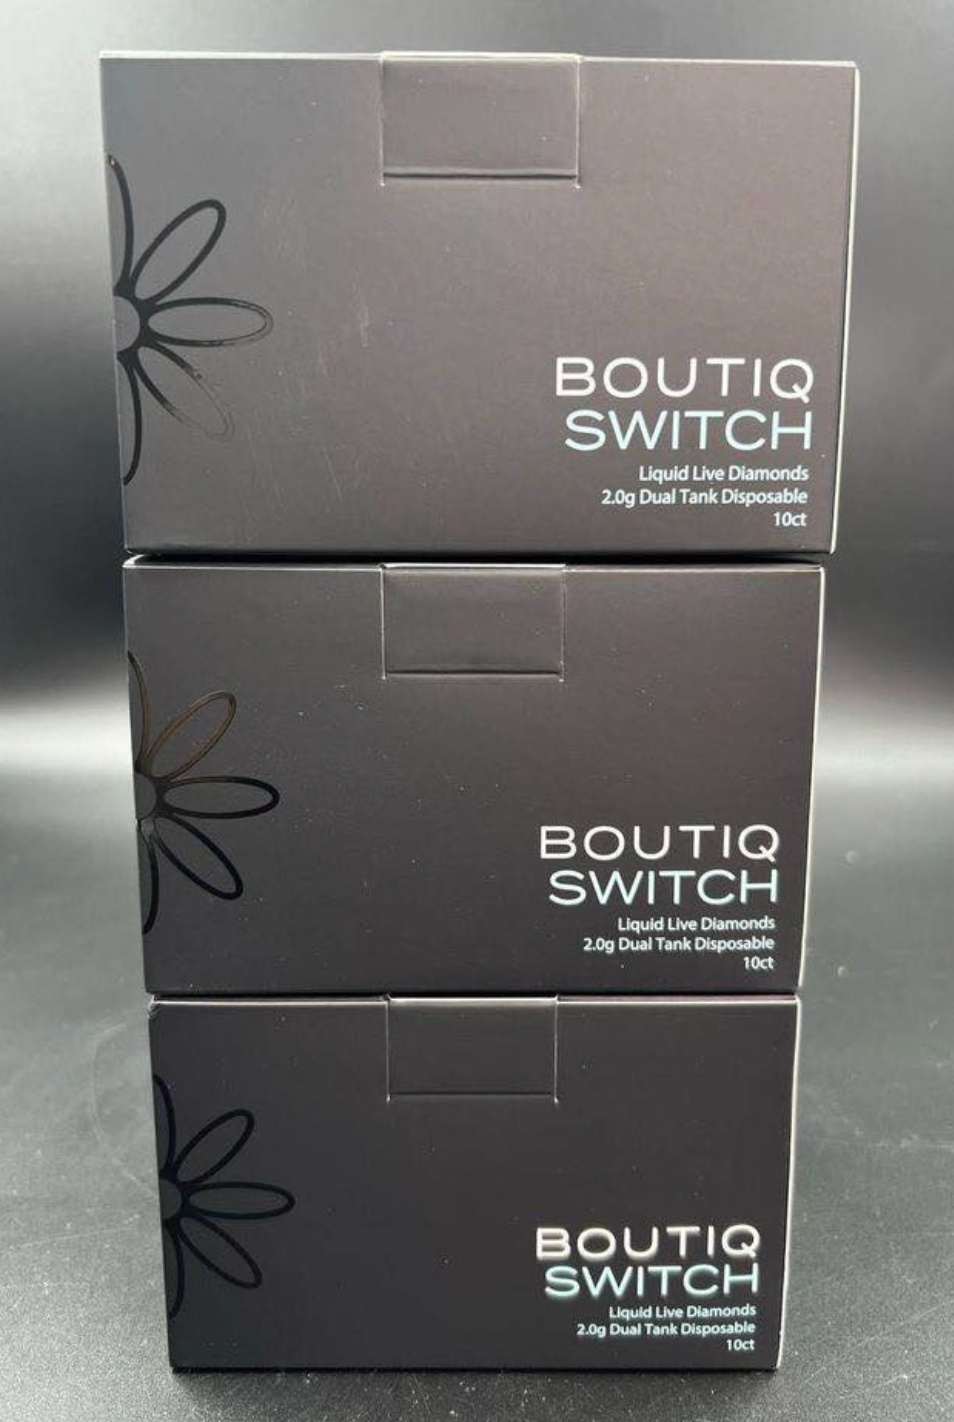 BOUTIQ
SWITCH
Liquid Live Diamonds
2.0g Dual Tank Disposable
10ct
BOUTIQ
SWITCH
Liquid Live Diamonds
2.0g Dual Tank Disposable
10ct
BOUTIQ
SWITCH
Liquid Live Diamonds
2.0g Dual Tank Disposable
10ct